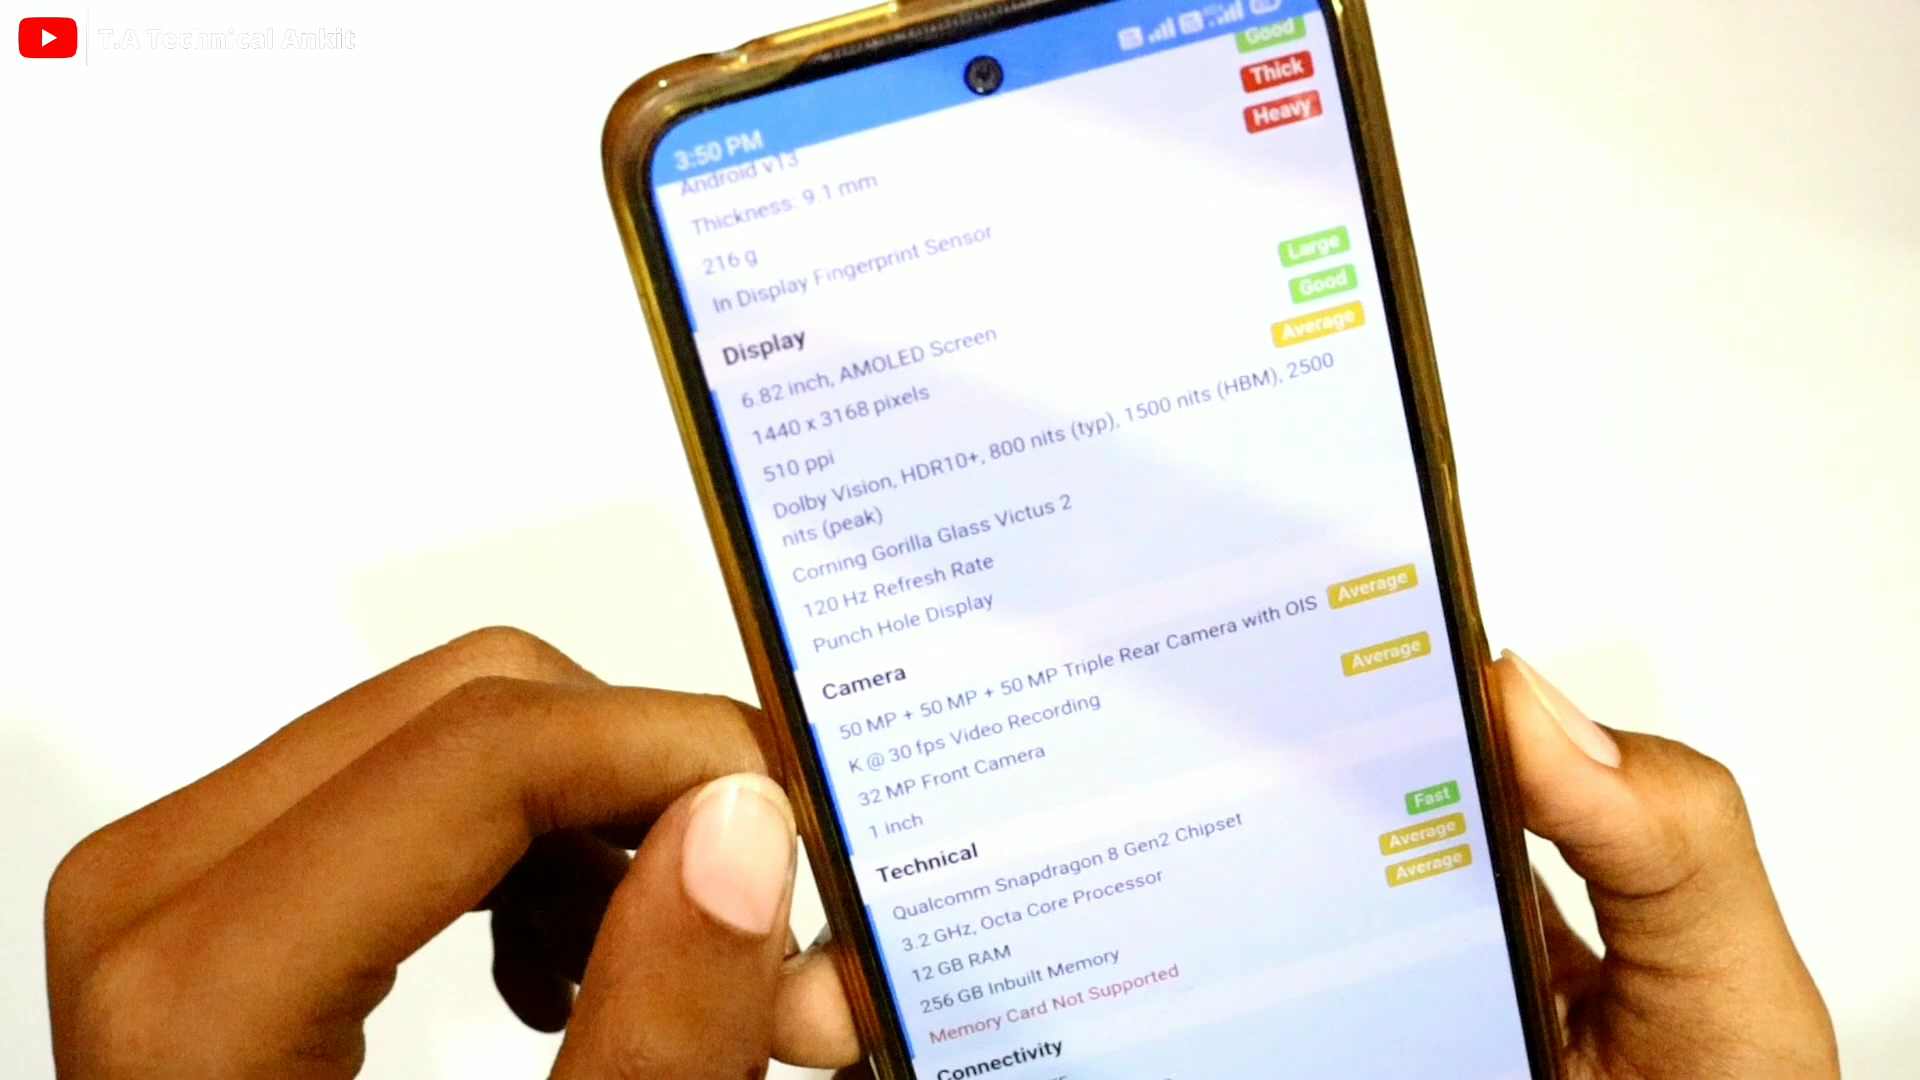 T.A Technical Ankit
3:50 PM
Good
Android v13
Thick
Thickness: 9.1 mm
Heavy
216 g
In Display Fingerprint Sensor
Display
6.82 inch, AMOLED Screen
Large
1440 x 3168 pixels
Good
510 ppi
Average
Dolby Vision, HDR10+, 800 nits (typ), 1500 nits (HBM), 2500
nits (peak)
Corning Gorilla Glass Victus 2
120 Hz Refresh Rate
Punch Hole Display
Camera
50 MP + 50 MP + 50 MP Triple Rear Camera with OIS
Average
K @ 30 fps Video Recording
32 MP Front Camera
Average
1 inch
Technical
Qualcomm Snapdragon 8 Gen2 Chipset
Fast
3.2 GHz, Octa Core Processor
12 GB RAM
Average
256 GB Inbuilt Memory
Average
Memory Card Not Supported
Connectivity